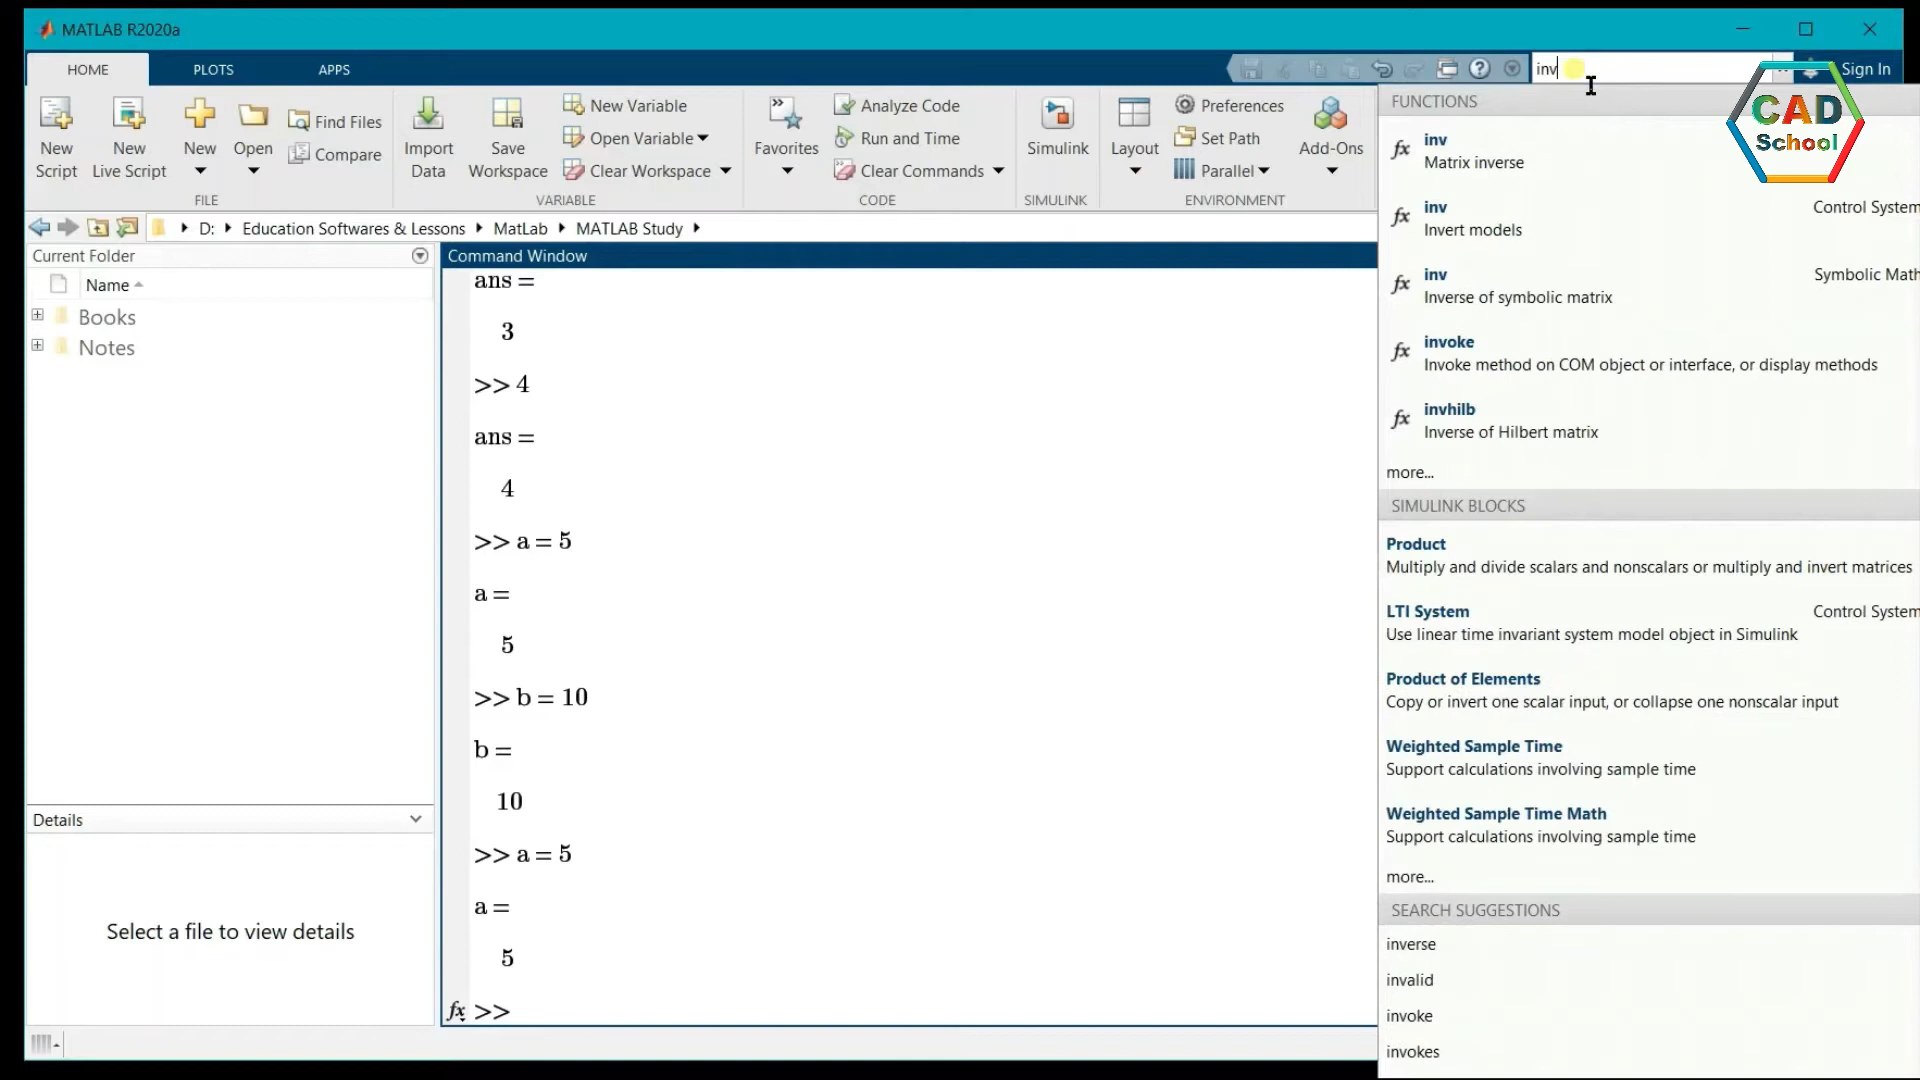 MATLAB R2020a
HOME
PLOTS
APPS
inv
Sign In
CAD
School
New
Script
New
Live Script
New
Open
Find Files
Compare
FILE
Import
Data
Save
Workspace
New Variable
Open Variable
Clear Workspace
VARIABLE
Favorites
Analyze Code
Run and Time
Clear Commands
CODE
Simulink
SIMULINK
Layout
Preferences
Set Path
Parallel
Add-Ons
ENVIRONMENT
D: Education Softwares & Lessons MatLab MATLAB Study
Current Folder
Name
Books
Notes
Details
Select a file to view details
Command Window
ans =
3
>> 4
ans =
4
>> a = 5
a =
5
>> b = 10
b =
10
>> a = 5
a =
5
fx >>
FUNCTIONS
fx inv
Matrix inverse
fx inv Control System
Invert models
fx inv Symbolic Math
Inverse of symbolic matrix
fx invoke
Invoke method on COM object or interface, or display methods
fx invhilb
Inverse of Hilbert matrix
more...
SIMULINK BLOCKS
Product
Multiply and divide scalars and nonscalars or multiply and invert matrices
LTI System Control System
Use linear time invariant system model object in Simulink
Product of Elements
Copy or invert one scalar input, or collapse one nonscalar input
Weighted Sample Time
Support calculations involving sample time
Weighted Sample Time Math
Support calculations involving sample time
more...
SEARCH SUGGESTIONS
inverse
invalid
invoke
invokes